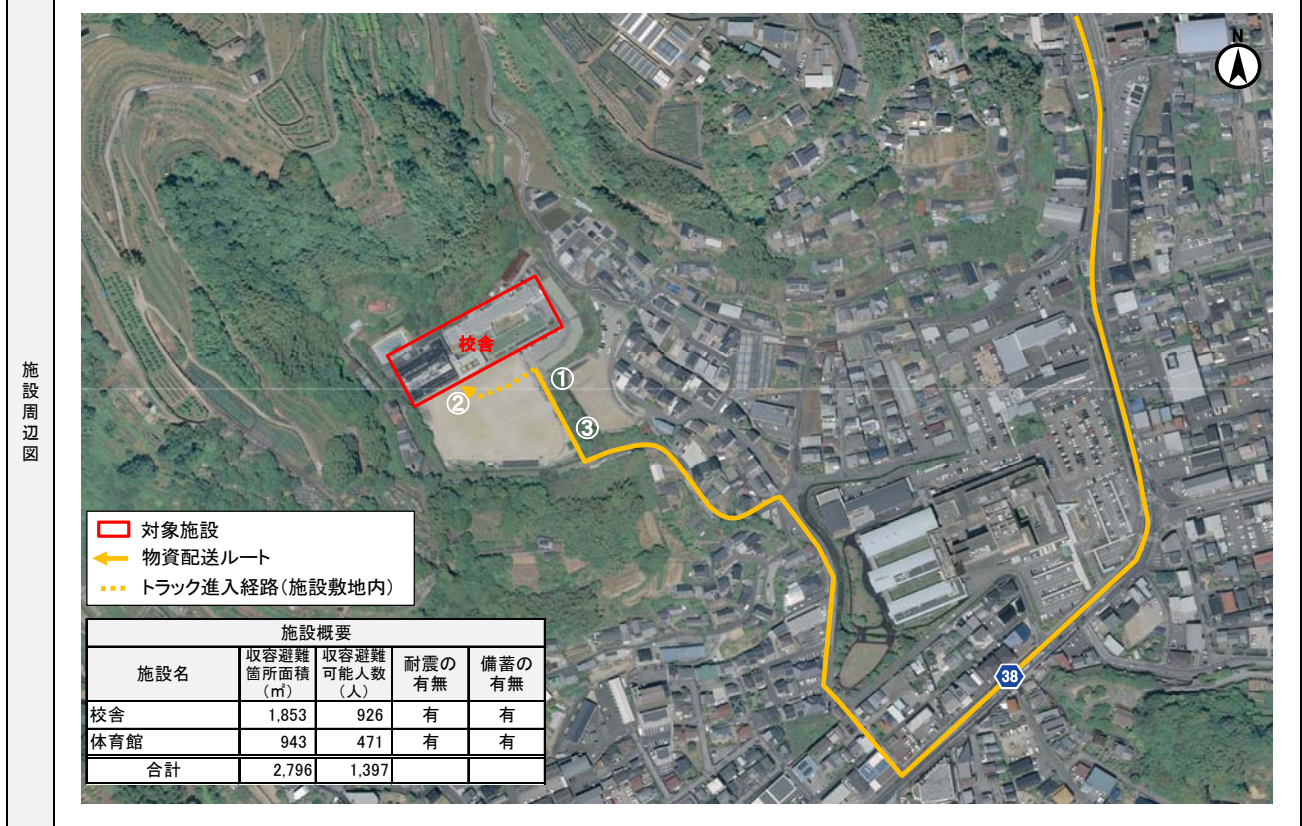 施設周辺図
N
校舎
①
②
③
38
対象施設
物資配送ルート
トラック進入経路(施設敷地内)
施設概要
施設名
収容避難
箇所面積
(㎡)
収容避難
可能人数
(人)
耐震の
有無
備蓄の
有無
校舎 1,853 926 有 有
体育館 943 471 有 有
合計 2,796 1,397